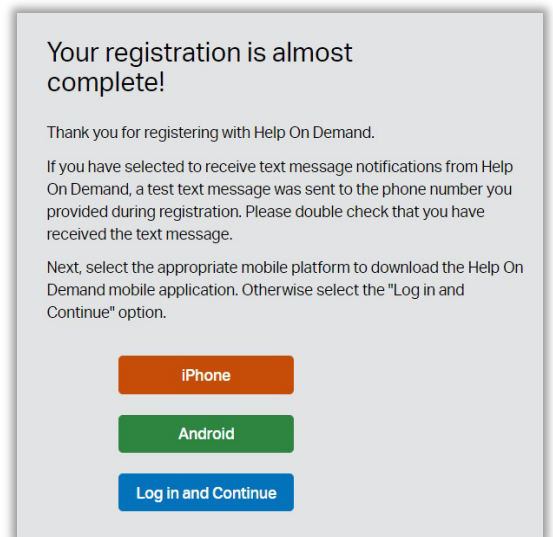 Your registration is almost
complete!
Thank you for registering with Help On Demand.
If you have selected to receive text message notifications from Help
On Demand, a test text message was sent to the phone number you
provided during registration. Please double check that you have
received the text message.
Next, select the appropriate mobile platform to download the Help On
Demand mobile application. Otherwise select the "Log in and
Continue" option.
iPhone
Android
Log in and Continue